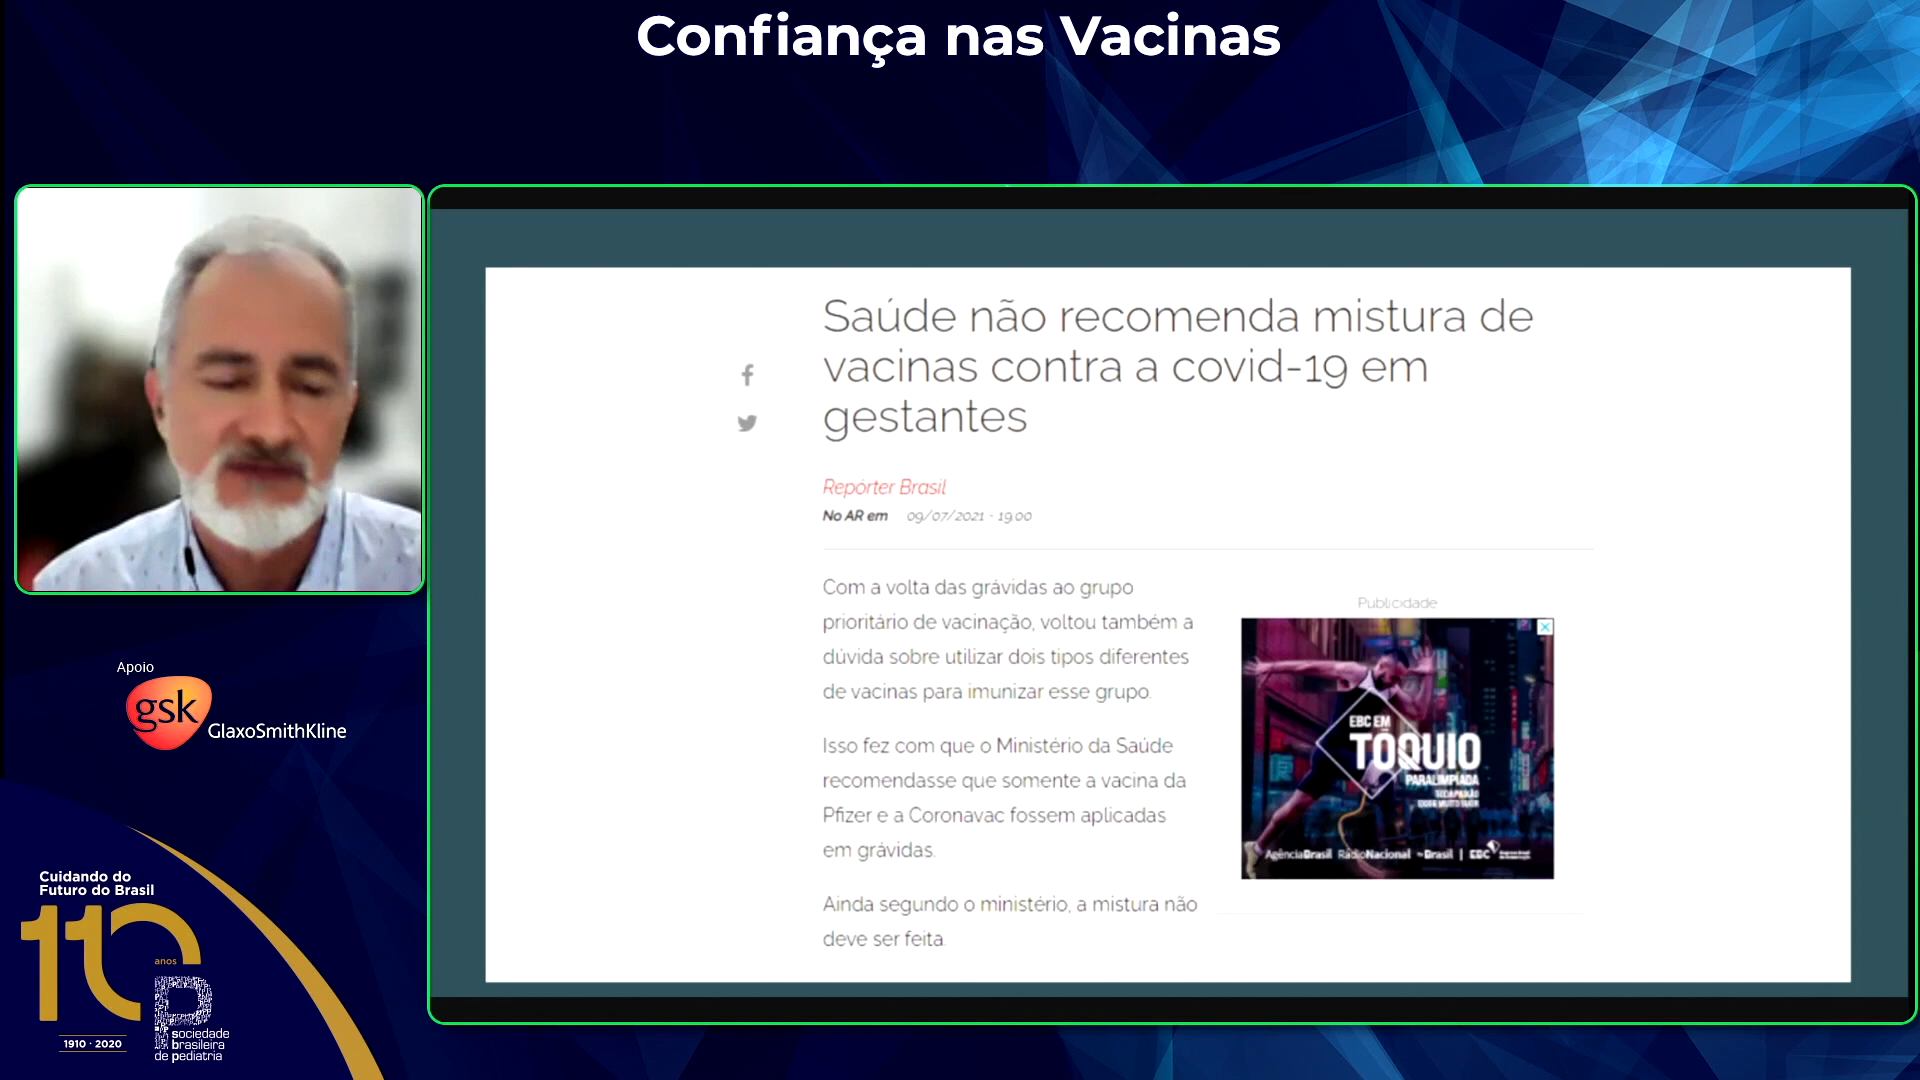 Confiança nas Vacinas
Saúde não recomenda mistura de
vacinas contra a covid-19 em
gestantes
Repórter Brasil
No AR em 09/07/2021 - 19:00
Com a volta das grávidas ao grupo
prioritário de vacinação, voltou também a
dúvida sobre utilizar dois tipos diferentes
de vacinas para imunizar esse grupo.
Isso fez com que o Ministério da Saúde
recomendasse que somente a vacina da
Pfizer e a Coronavac fossem aplicadas
em grávidas.
Ainda segundo o ministério, a mistura não
deve ser feita.
Publicidade
EBC EM
TÓQUIO
PARALIMPÍADA
AgênciaBrasil RádioNacional Brasil | EBC
Apoio
gsk
GlaxoSmithKline
Cuidando do
Futuro do Brasil
110
anos
1910 · 2020
sociedade
brasileira
de pediatria